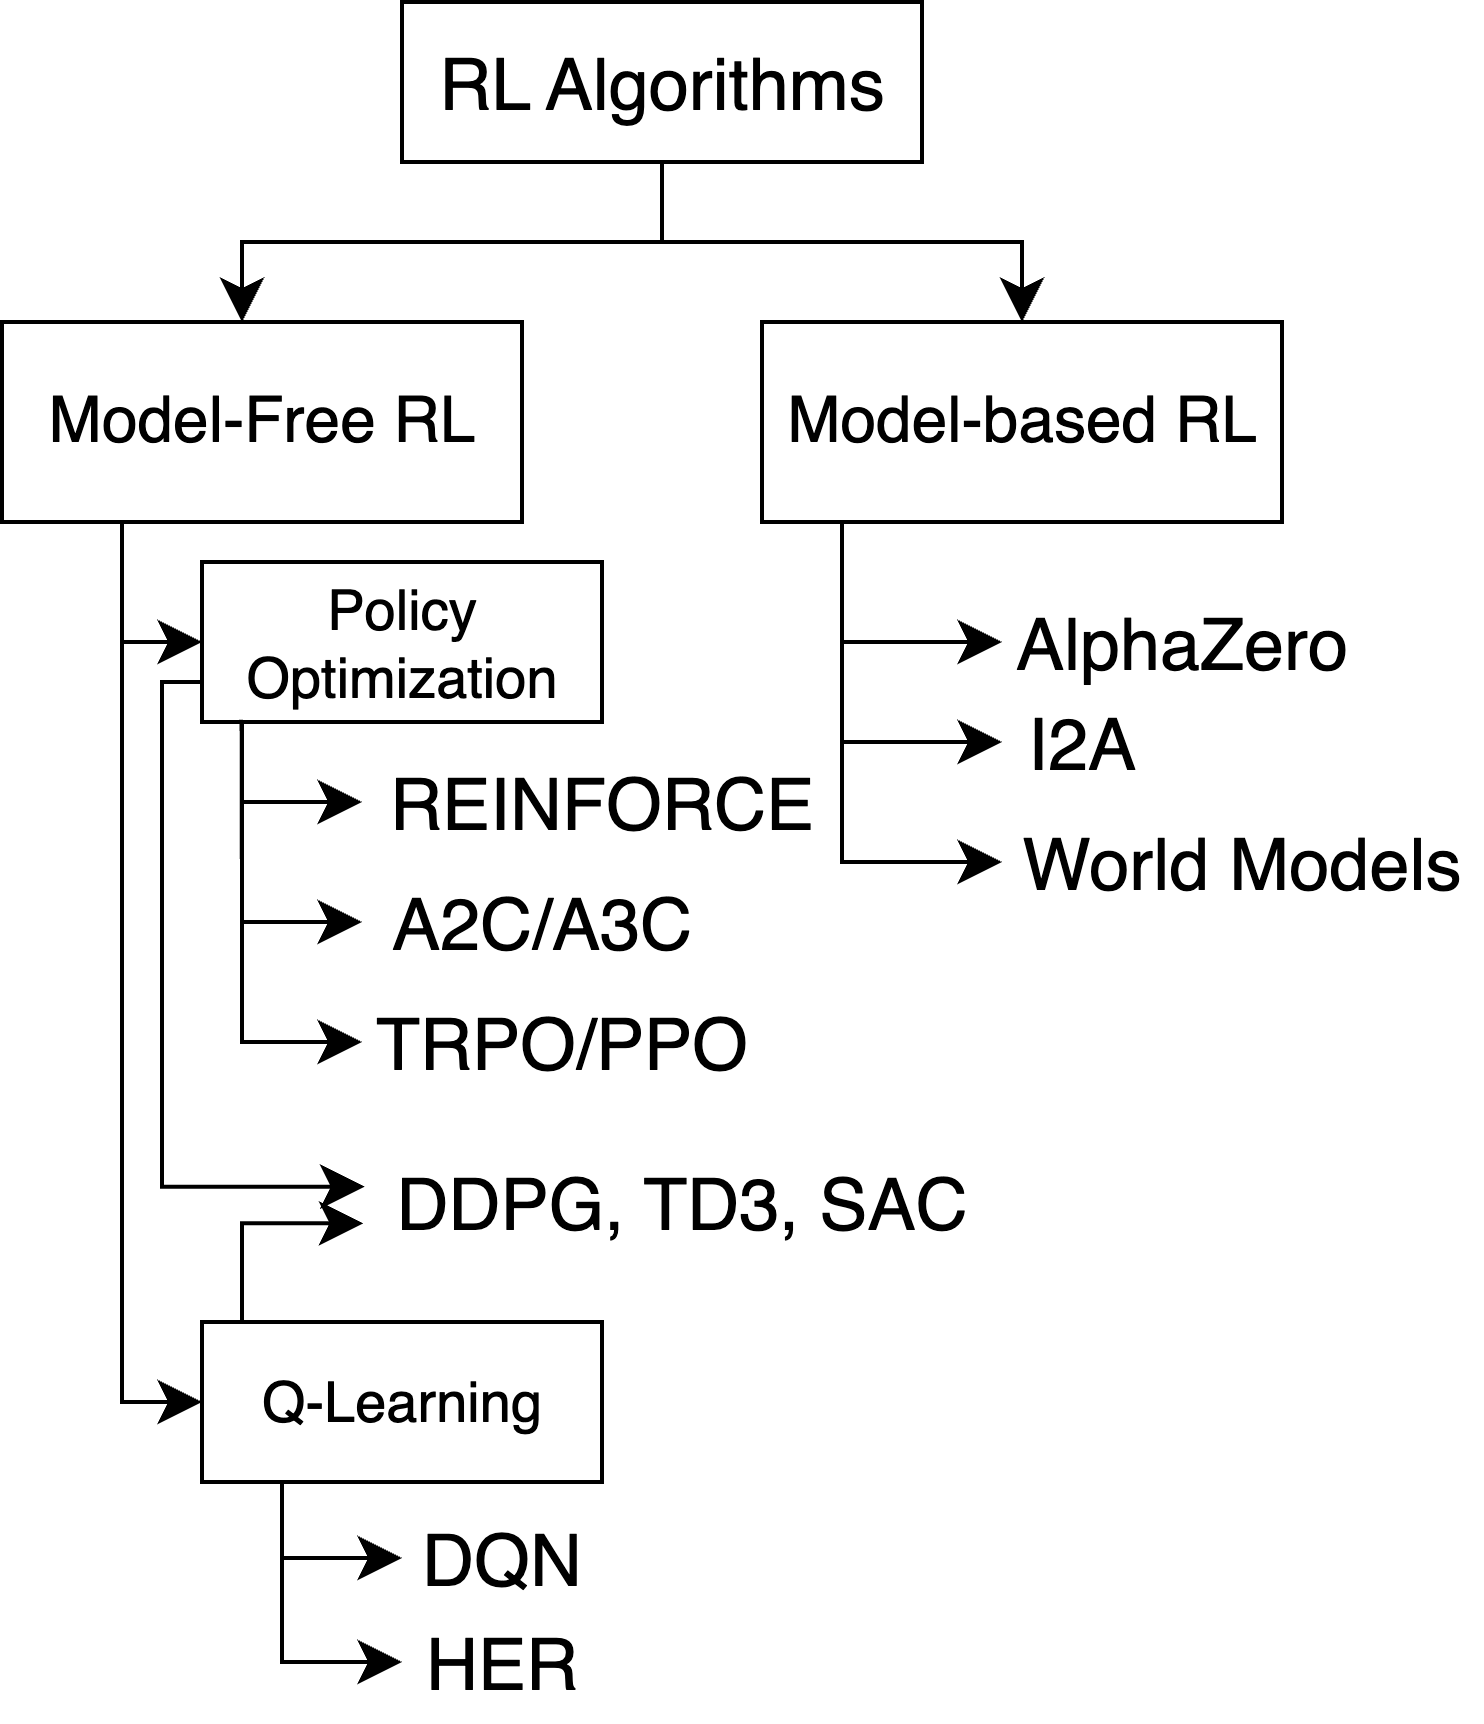 RL Algorithms
Model-Free RL
Model-based RL
Policy
Optimization
REINFORCE
A2C/A3C
TRPO/PPO
DDPG, TD3, SAC
Q-Learning
DQN
HER
AlphaZero
I2A
World Models